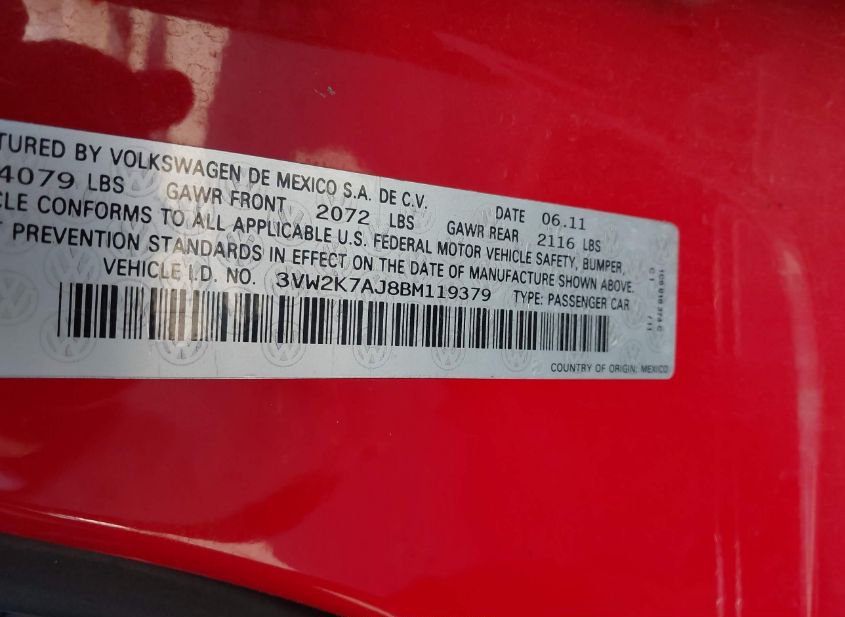 TURED BY VOLKSWAGEN DE MEXICO S.A. DE C.V. DATE 06.11
4079 LBS GAWR FRONT 2072 LBS GAWR REAR 2116 LBS
CLE CONFORMS TO ALL APPLICABLE U.S. FEDERAL MOTOR VEHICLE SAFETY, BUMPER,
T PREVENTION STANDARDS IN EFFECT ON THE DATE OF MANUFACTURE SHOWN ABOVE.
VEHICLE I.D. NO. 3VW2K7AJ8BM119379 TYPE: PASSENGER CAR
COUNTRY OF ORIGIN: MEXICO